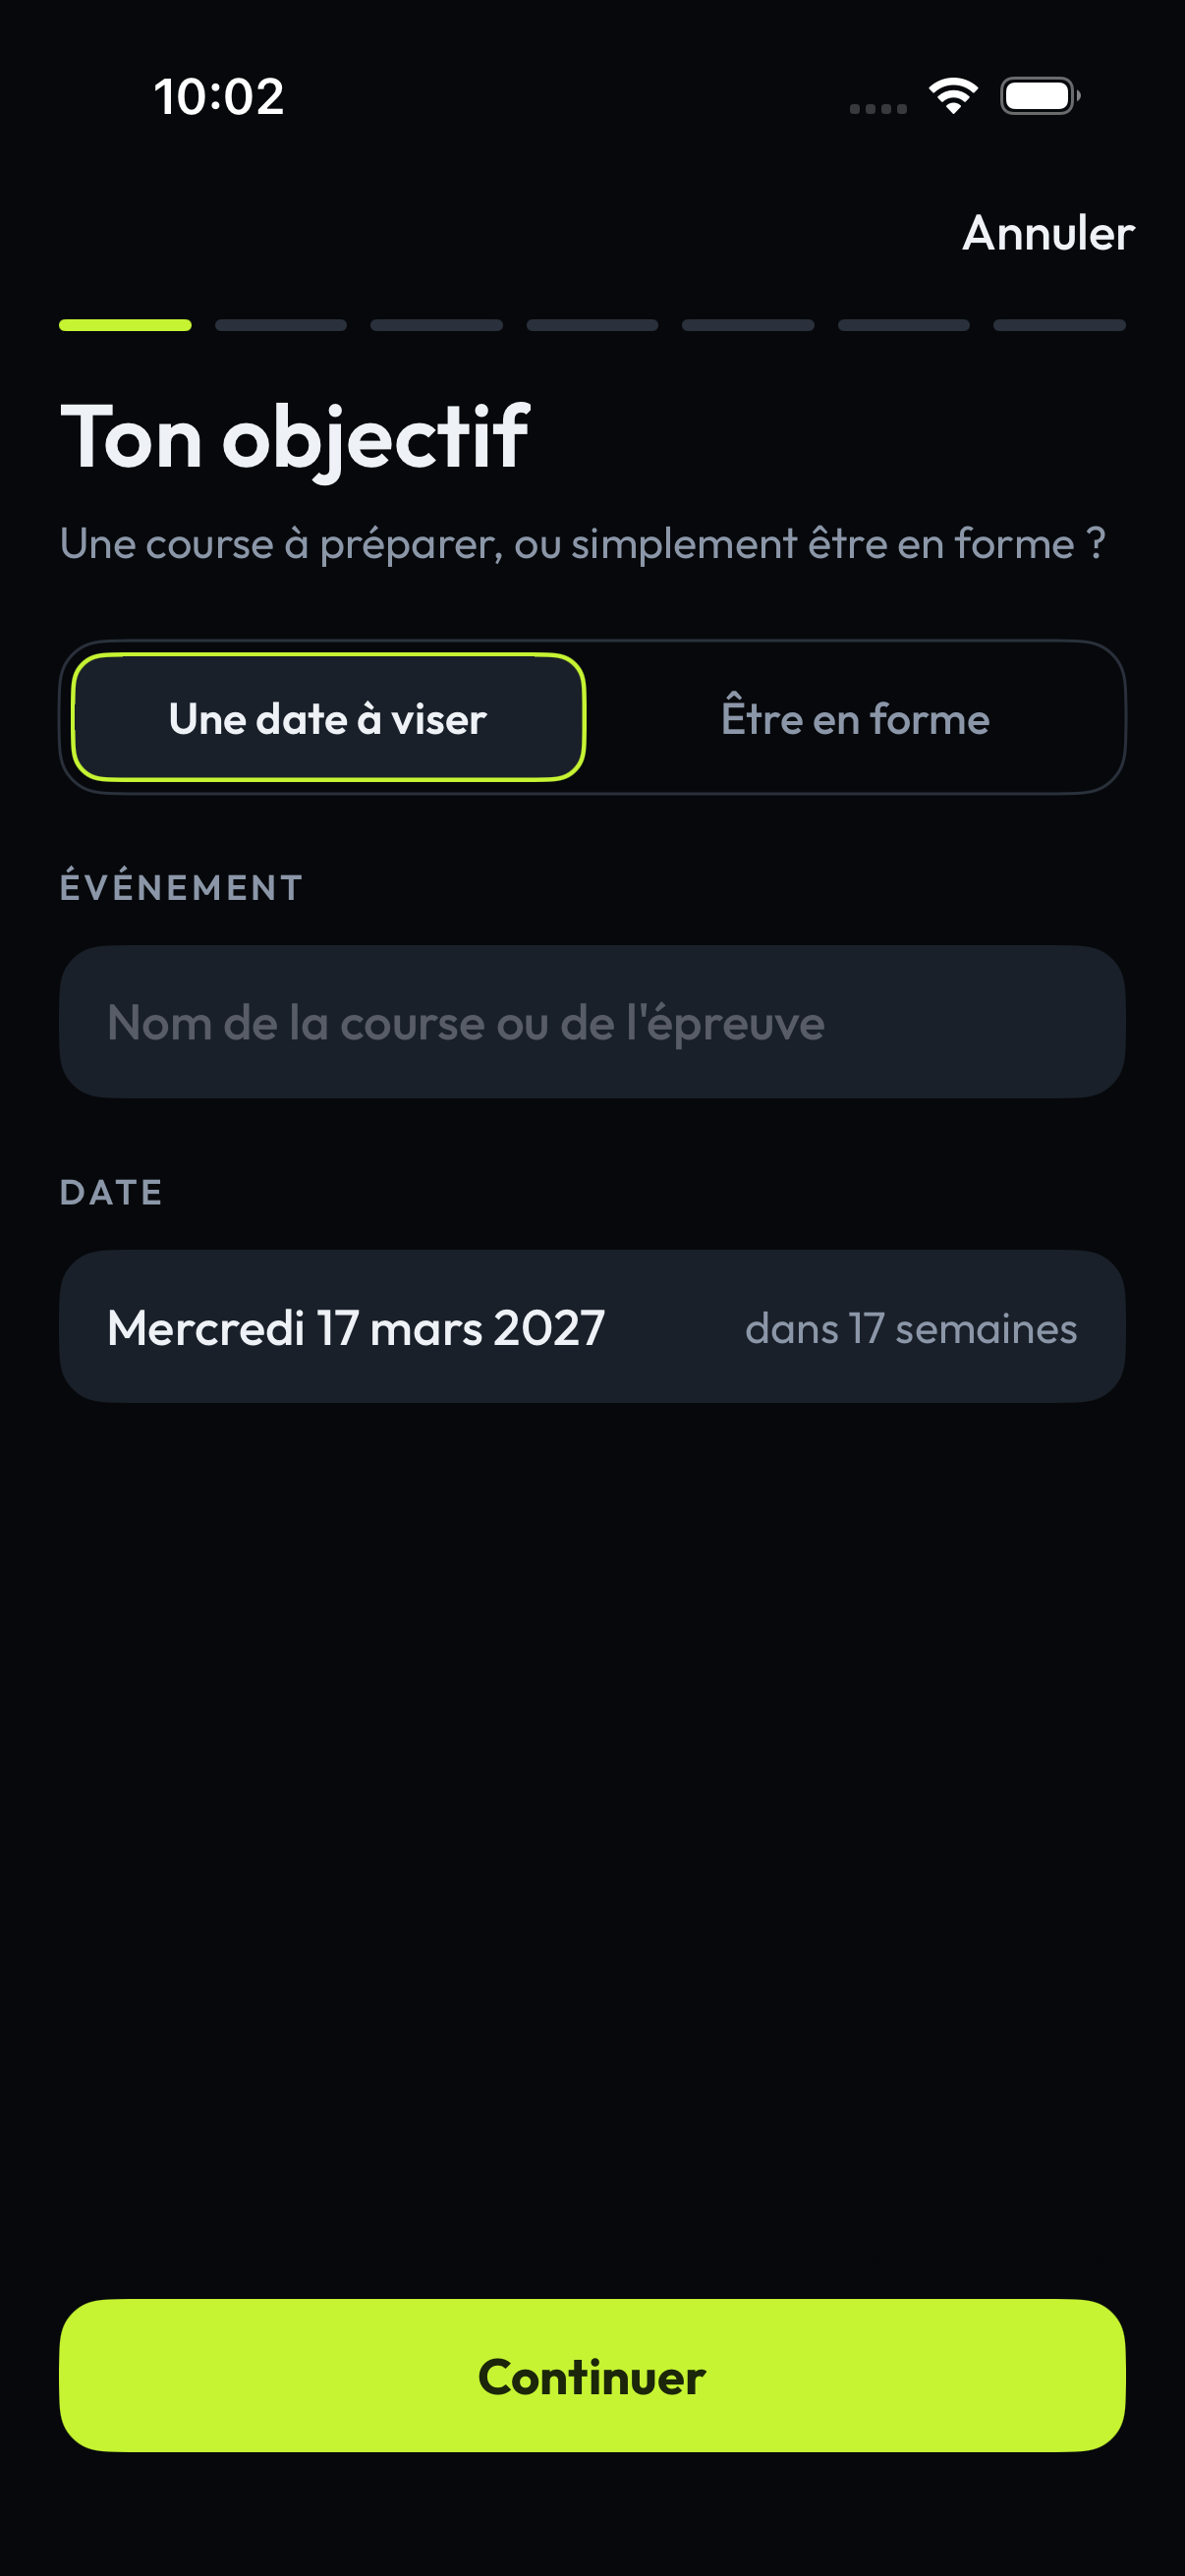 10:02
Annuler
Ton objectif
Une course à préparer, ou simplement être en forme ?
Une date à viser
Être en forme
ÉVÉNEMENT
Nom de la course ou de l'épreuve
DATE
Mercredi 17 mars 2027
dans 17 semaines
Continuer